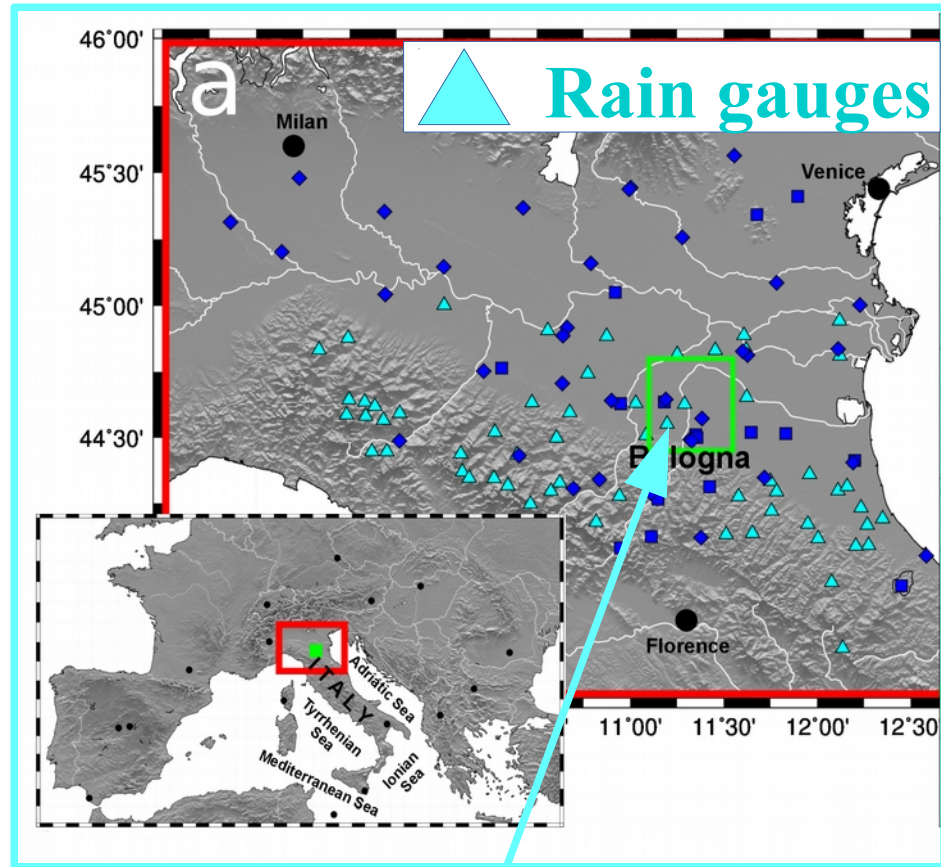 46°00'
a
Rain gauges
Milan
45°30'
Venice
45°00'
44°30'
Bologna
Florence
11°00'
11°30'
12°00'
12°30'
ITALY
Adriatic Sea
Tyrrhenian
Sea
Ionian
Sea
Mediterranean Sea